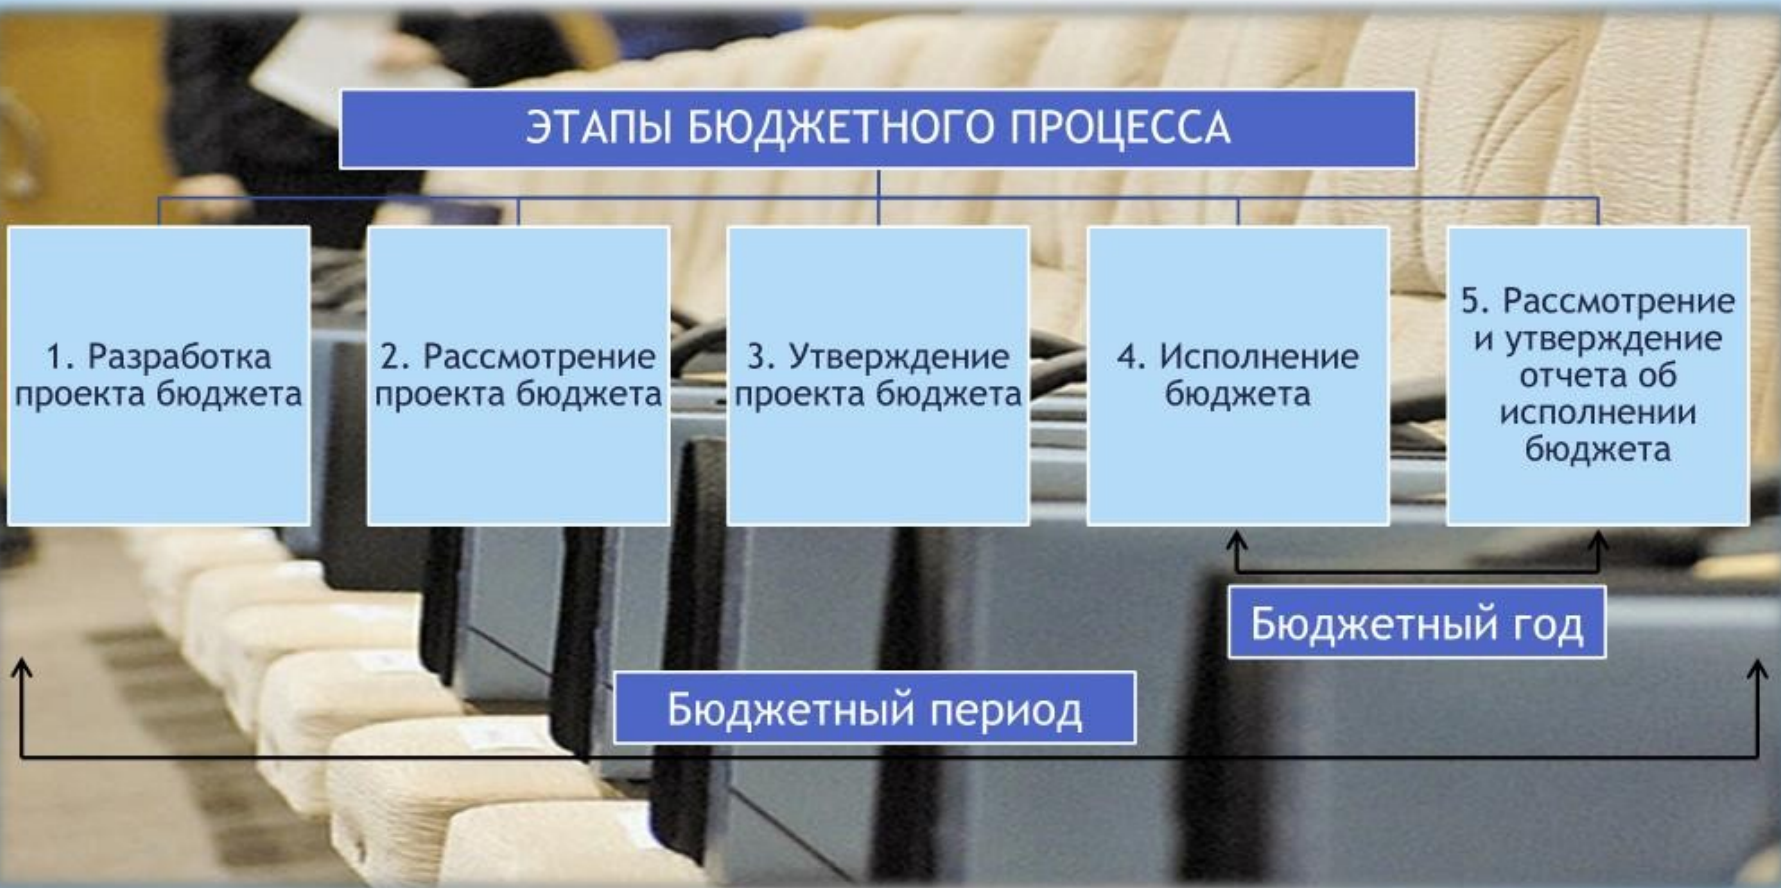 ЭТАПЫ БЮДЖЕТНОГО ПРОЦЕССА
1. Разработка
проекта бюджета
2. Рассмотрение
проекта бюджета
3. Утверждение
проекта бюджета
4. Исполнение
бюджета
5. Рассмотрение
и утверждение
отчета об
исполнении
бюджета
Бюджетный год
Бюджетный период